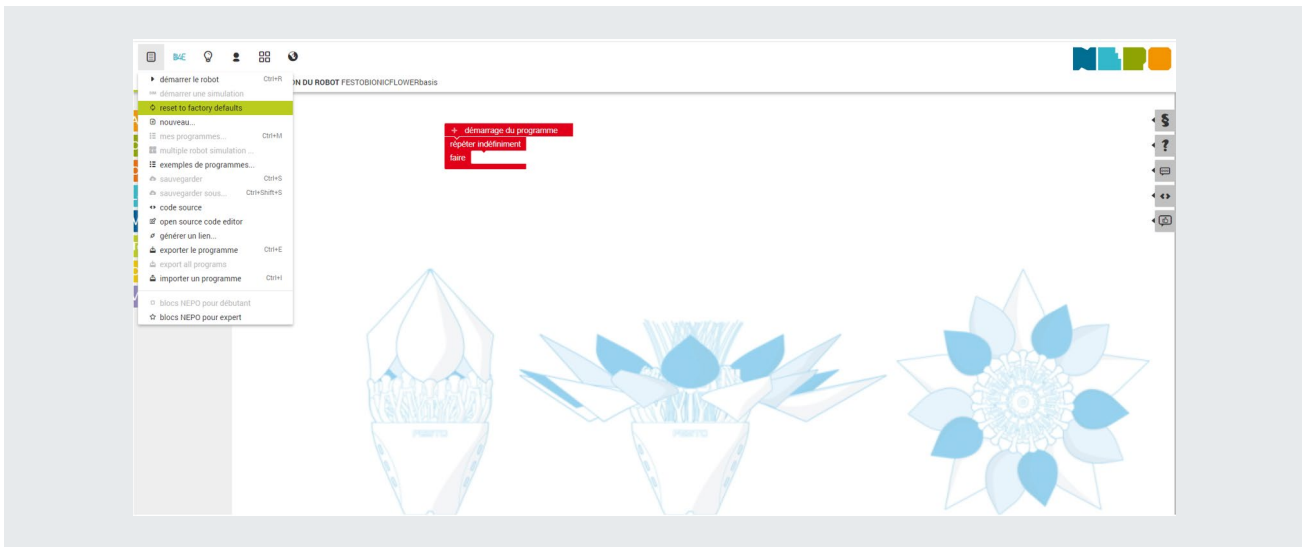 NEPO
démarrer le robot Ctrl+R
ON DU ROBOT FESTOBIONICFLOWERbasis
démarrer une simulation
reset to factory defaults
nouveau...
mes programmes... Ctrl+M
multiple robot simulation ...
exemples de programmes...
sauvegarder Ctrl+S
sauvegarder sous... Ctrl+Shift+S
code source
open source code editor
générer un lien...
exporter le programme Ctrl+E
export all programs
importer un programme Ctrl+I
blocs NEPO pour débutant
blocs NEPO pour expert
+ démarrage du programme
répéter indéfiniment
faire
§
?
FESTO
FESTO